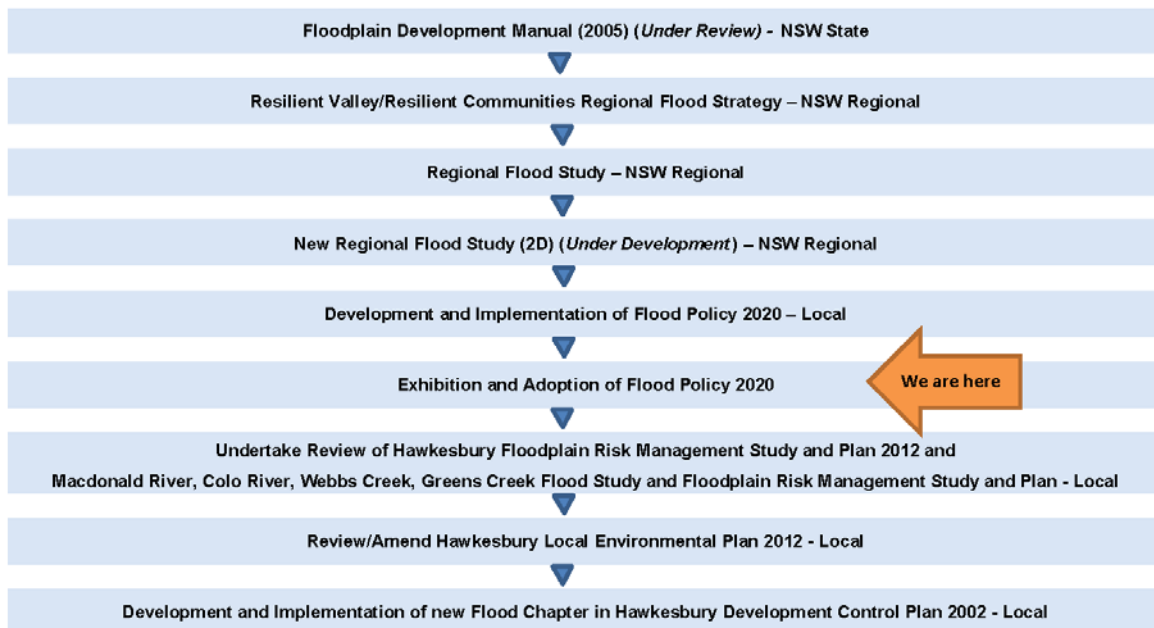 Floodplain Development Manual (2005) (Under Review) - NSW State
Resilient Valley/Resilient Communities Regional Flood Strategy – NSW Regional
Regional Flood Study – NSW Regional
New Regional Flood Study (2D) (Under Development) – NSW Regional
Development and Implementation of Flood Policy 2020 – Local
Exhibition and Adoption of Flood Policy 2020
We are here
Undertake Review of Hawkesbury Floodplain Risk Management Study and Plan 2012 and
Macdonald River, Colo River, Webbs Creek, Greens Creek Flood Study and Floodplain Risk Management Study and Plan - Local
Review/Amend Hawkesbury Local Environmental Plan 2012 - Local
Development and Implementation of new Flood Chapter in Hawkesbury Development Control Plan 2002 - Local